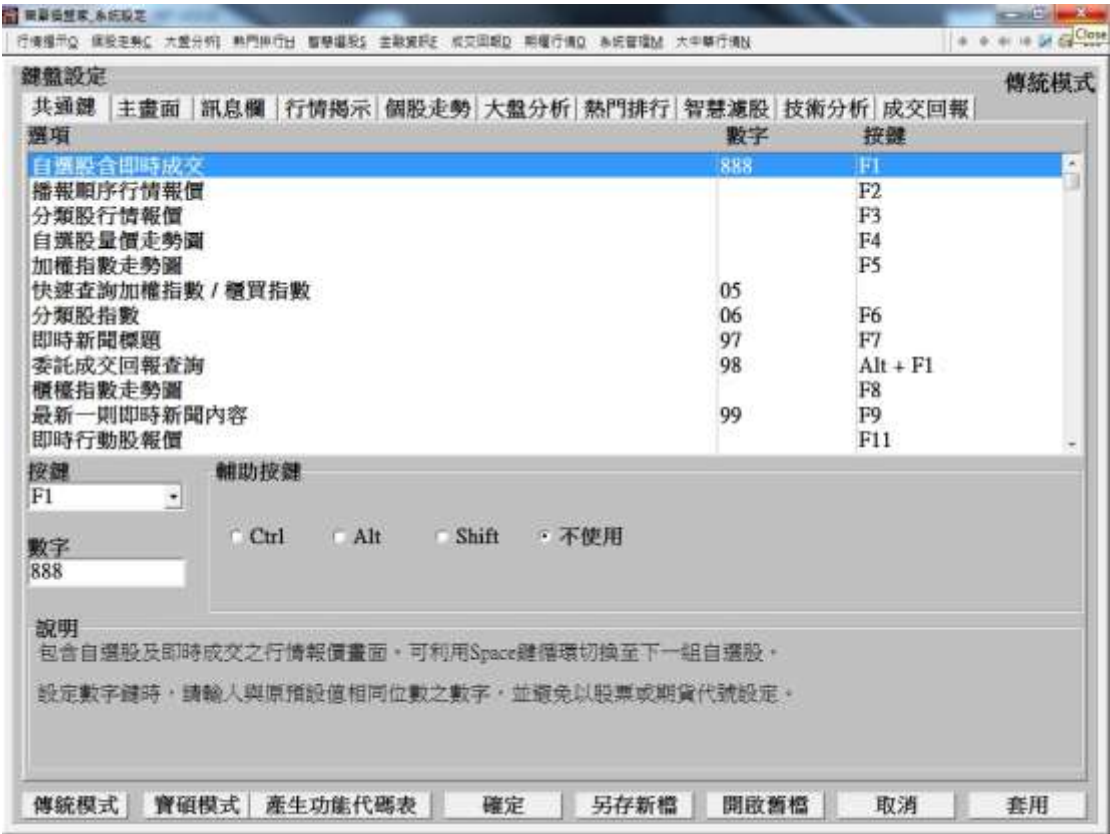 系統設定
Close
鍵盤設定
傳統模式
共通鍵 主畫面 訊息欄 行情揭示 個股走勢 大盤分析 熱門排行 智慧濾股 技術分析 成交回報
選項 數字 按鍵
自選股含即時成交 888 F1
播報順序行情報價 F2
分類股行情報價 F3
自選股量價走勢圖 F4
加權指數走勢圖 F5
快速查詢加權指數 / 櫃買指數 05
分類股指數 06 F6
即時新聞標題 97 F7
委託成交回報查詢 98 Alt + F1
櫃檯指數走勢圖 F8
最新一則即時新聞內容 99 F9
即時行動股報價 F11
按鍵 輔助按鍵
F1
Ctrl Alt Shift 不使用
數字
888
說明
包含自選股及即時成交之行情報價畫面。可利用Space鍵循環切換至下一組自選股。
設定數字鍵時，請輸入與原預設值相同位數之數字，並避免以股票或期貨代號設定。
傳統模式 寶碩模式 產生功能代碼表 確定 另存新檔 開啟舊檔 取消 套用